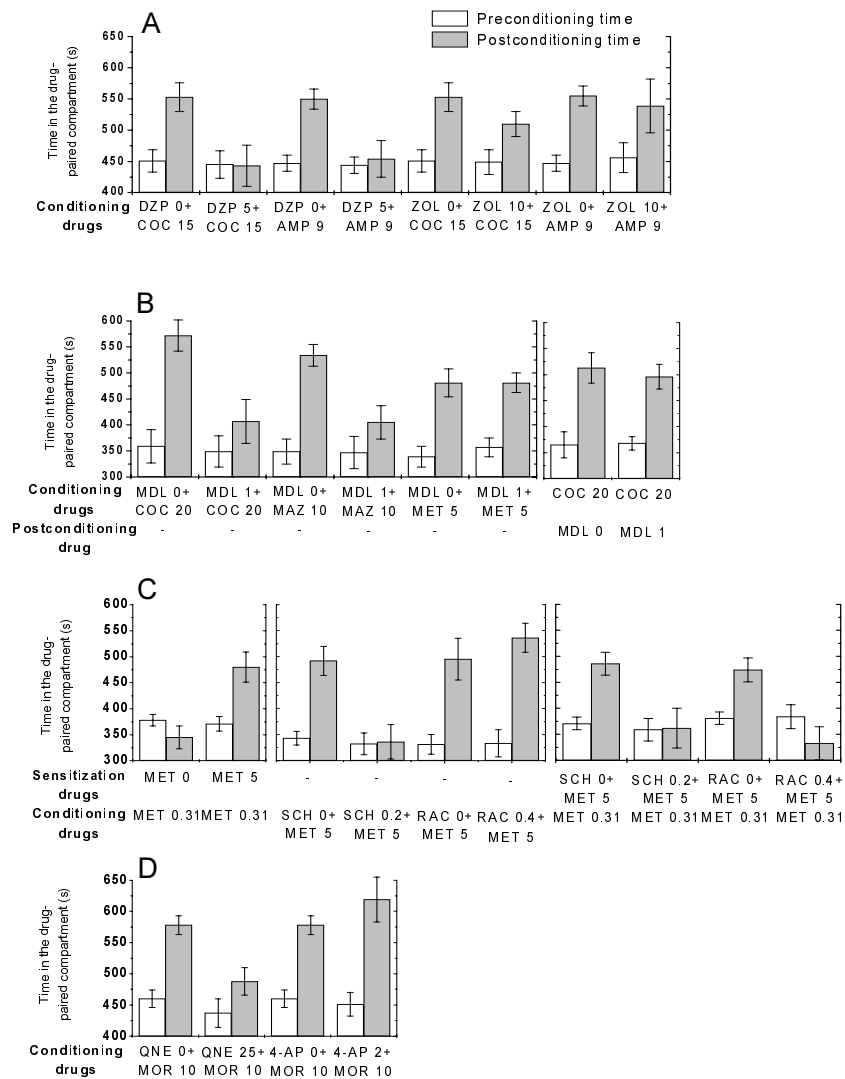 A
Preconditioning time
Postconditioning time
Time in the drug-
paired compartment (s)
650
600
550
500
450
400
Conditioning
drugs
DZP 0+
COC 15
DZP 5+
COC 15
DZP 0+
AMP 9
DZP 5+
AMP 9
ZOL 0+
COC 15
ZOL 10+
COC 15
ZOL 0+
AMP 9
ZOL 10+
AMP 9
B
Time in the drug-
paired compartment (s)
600
550
500
450
400
350
300
Conditioning
drugs
MDL 0+
COC 20
MDL 1+
COC 20
MDL 0+
MAZ 10
MDL 1+
MAZ 10
MDL 0+
MET 5
MDL 1+
MET 5
COC 20
COC 20
Postconditioning
drug
- - - - - -
MDL 0
MDL 1
C
Time in the drug-
paired compartment (s)
600
550
500
450
400
350
300
Sensitization
drugs
MET 0
MET 5
- - - -
SCH 0+
MET 5
SCH 0.2+
MET 5
RAC 0+
MET 5
RAC 0.4+
MET 5
Conditioning
drugs
MET 0.31
MET 0.31
SCH 0+
MET 5
SCH 0.2+
MET 5
RAC 0+
MET 5
RAC 0.4+
MET 5
MET 0.31
MET 0.31
MET 0.31
MET 0.31
D
Time in the drug-
paired compartment (s)
650
600
550
500
450
400
Conditioning
drugs
QNE 0+
MOR 10
QNE 25+
MOR 10
4-AP 0+
MOR 10
4-AP 2+
MOR 10